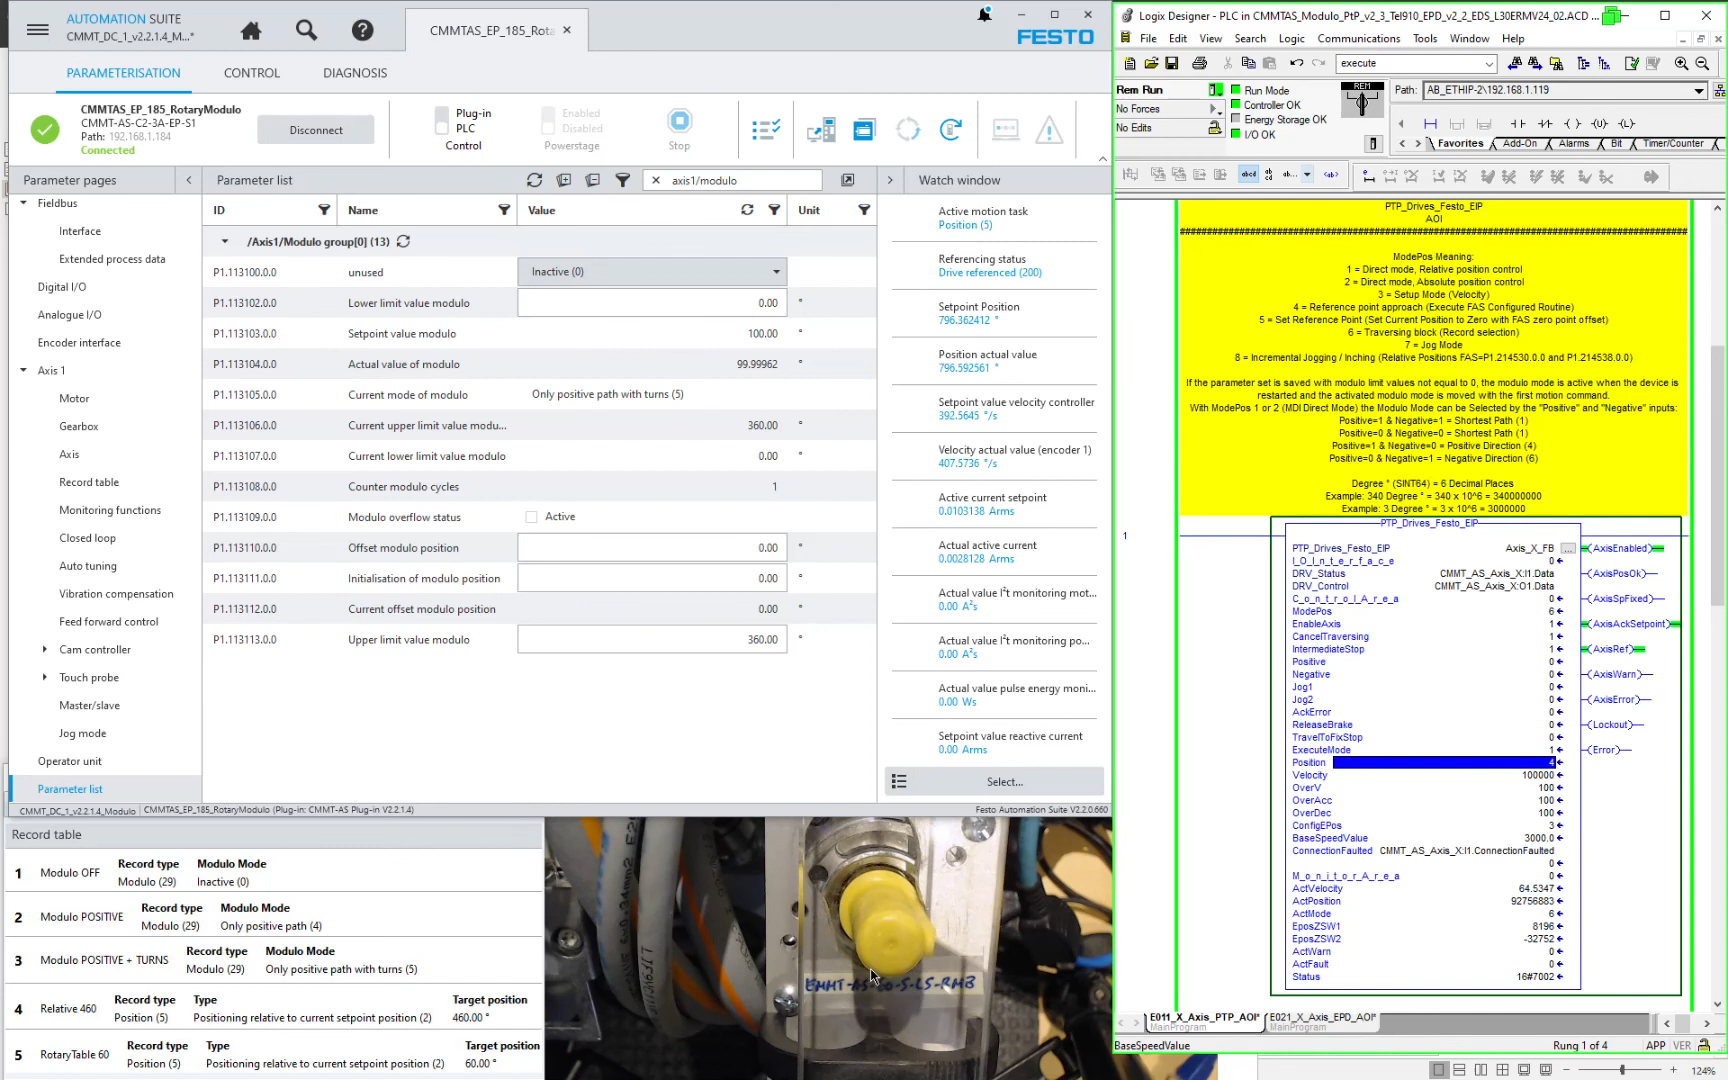 AUTOMATION SUITE
CMMT_DC_1_v2.2.1.4_M...*
CMMTAS_EP_185_Rota
FESTO
PARAMETERISATION
CONTROL
DIAGNOSIS
CMMTAS_EP_185_RotaryModulo
CMMT-AS-C2-3A-EP-S1
Path: 192.168.1.184
Connected
Disconnect
Plug-in
PLC
Control
Enabled
Disabled
Powerstage
Stop
Parameter pages
Fieldbus
Interface
Extended process data
Digital I/O
Analogue I/O
Encoder interface
Axis 1
Motor
Gearbox
Axis
Record table
Monitoring functions
Closed loop
Auto tuning
Vibration compensation
Feed forward control
Cam controller
Touch probe
Master/slave
Jog mode
Operator unit
Parameter list
Parameter list
axis1/modulo
ID Name Value Unit
/Axis1/Modulo group[0] (13)
P1.113100.0.0 unused Inactive (0)
P1.113102.0.0 Lower limit value modulo 0.00 °
P1.113103.0.0 Setpoint value modulo 100.00 °
P1.113104.0.0 Actual value of modulo 99.99962 °
P1.113105.0.0 Current mode of modulo Only positive path with turns (5)
P1.113106.0.0 Current upper limit value modu... 360.00 °
P1.113107.0.0 Current lower limit value modulo 0.00 °
P1.113108.0.0 Counter modulo cycles 1
P1.113109.0.0 Modulo overflow status Active
P1.113110.0.0 Offset modulo position 0.00 °
P1.113111.0.0 Initialisation of modulo position 0.00 °
P1.113112.0.0 Current offset modulo position 0.00 °
P1.113113.0.0 Upper limit value modulo 360.00 °
Watch window
Active motion task
Position (5)
Referencing status
Drive referenced (200)
Setpoint Position
796.362412 °
Position actual value
796.592561 °
Setpoint value velocity controller
392.5645 °/s
Velocity actual value (encoder 1)
407.5736 °/s
Active current setpoint
0.0103138 Arms
Actual active current
0.0028128 Arms
Actual value I²t monitoring mot...
0.00 A²s
Actual value I²t monitoring po...
0.00 A²s
Actual value pulse energy moni...
0.00 Ws
Setpoint value reactive current
0.00 Arms
Select...
CMMT_DC_1_v2.2.1.4_Modulo CMMTAS_EP_185_RotaryModulo (Plug-in: CMMT-AS Plug-in V2.2.1.4)
Festo Automation Suite V2.2.0.660
Record table
1 Modulo OFF Record type Modulo (29) Modulo Mode Inactive (0)
2 Modulo POSITIVE Record type Modulo (29) Modulo Mode Only positive path (4)
3 Modulo POSITIVE + TURNS Record type Modulo (29) Modulo Mode Only positive path with turns (5)
4 Relative 460 Record type Position (5) Type Positioning relative to current setpoint position (2) Target position 460.00 °
5 RotaryTable 60 Record type Position (5) Type Positioning relative to current setpoint position (2) Target position 60.00 °
Logix Designer - PLC in CMMTAS_Modulo_PtP_v2_3_Tel910_EPD_v2_2_EDS_L30ERMV24_02.ACD ...
File Edit View Search Logic Communications Tools Window Help
execute
Rem Run
No Forces
No Edits
Run Mode
Controller OK
Energy Storage OK
I/O OK
REM
Path: AB_ETHIP-2\192.168.1.119
Favorites Add-On Alarms Bit Timer/Counter
PTP_Drives_Festo_EIP
AOI
ModePos Meaning:
1 = Direct mode, Relative position control
2 = Direct mode, Absolute position control
3 = Setup Mode (Velocity)
4 = Reference point approach (Execute FAS Configured Routine)
5 = Set Reference Point (Set Current Position to Zero with FAS zero point offset)
6 = Traversing block (Record selection)
7 = Jog Mode
8 = Incremental Jogging / Inching (Relative Positions FAS=P1.214530.0.0 and P1.214538.0.0)
If the parameter set is saved with modulo limit values not equal to 0, the modulo mode is active when the device is
restarted and the activated modulo mode is moved with the first motion command.
With ModePos 1 or 2 (MDI Direct Mode) the Modulo Mode can be Selected by the "Positive" and "Negative" inputs:
Positive=1 & Negative=1 = Shortest Path (1)
Positive=0 & Negative=0 = Shortest Path (1)
Positive=1 & Negative=0 = Positive Direction (4)
Positive=0 & Negative=1 = Negative Direction (6)
Degree ° (SINT64) = 6 Decimal Places
Example: 340 Degree ° = 340 x 10^6 = 340000000
Example: 3 Degree ° = 3 x 10^6 = 3000000
1
PTP_Drives_Festo_EIP
PTP_Drives_Festo_EIP Axis_X_FB ... (AxisEnabled)
I_O_I_n_t_e_r_f_a_c_e 0
DRV_Status CMMT_AS_Axis_X:I1.Data (AxisPosOk)
DRV_Control CMMT_AS_Axis_X:O1.Data
C_o_n_t_r_o_l_A_r_e_a 0 (AxisSpFixed)
ModePos 6
EnableAxis 1 (AxisAckSetpoint)
CancelTraversing 1
IntermediateStop 1 (AxisRef)
Positive 0
Negative 0 (AxisWarn)
Jog1 0
Jog2 0 (AxisError)
AckError 0
ReleaseBrake 0 (Lockout)
TravelToFixStop 0
ExecuteMode 1 (Error)
Position 4
Velocity 100000
OverV 100
OverAcc 100
OverDec 100
ConfigEPos 3
BaseSpeedValue 3000.0
ConnectionFaulted CMMT_AS_Axis_X:I1.ConnectionFaulted
0
M_o_n_i_t_o_r_A_r_e_a 0
ActVelocity 64.5347
ActPosition 92756883
ActMode 6
EposZSW1 8196
EposZSW2 -32752
ActWarn 0
ActFault 0
Status 16#7002
E011_X_Axis_PTP_AOI*
MainProgram
E021_X_Axis_EPD_AOI*
MainProgram
BaseSpeedValue
Rung 1 of 4 APP VER
124%